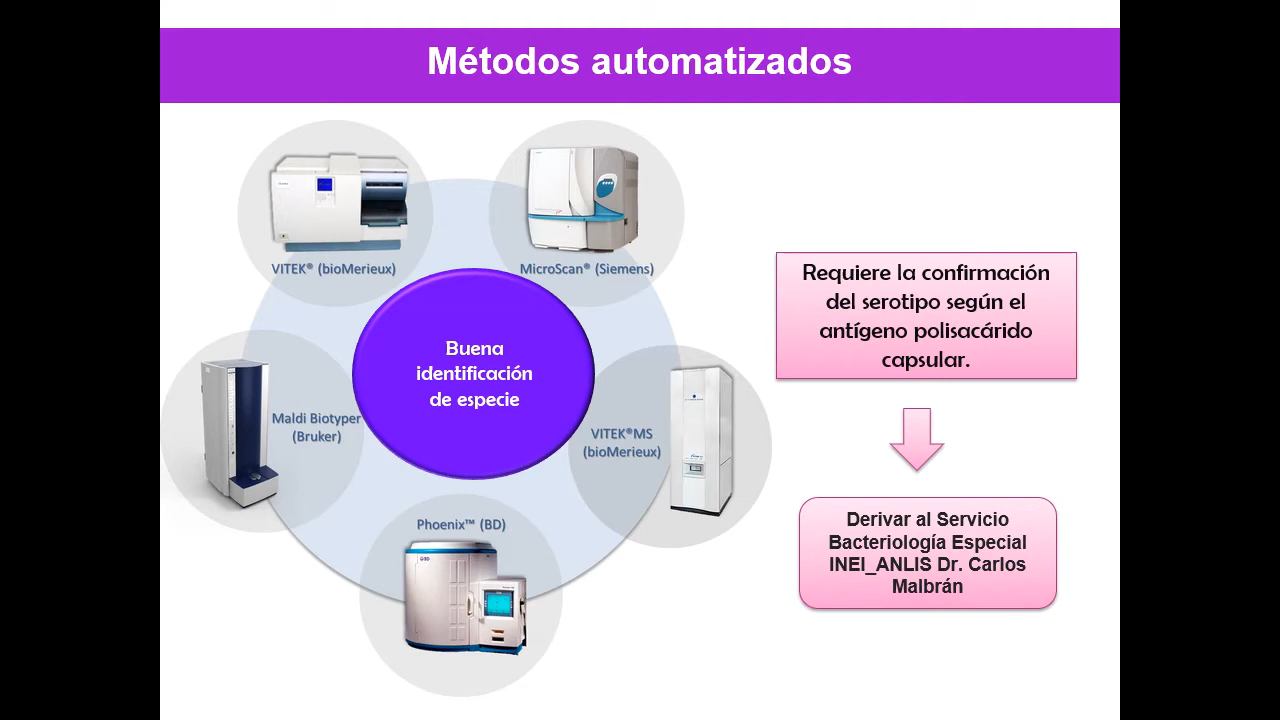 Métodos automatizados
VITEK® (bioMerieux)
MicroScan® (Siemens)
Requiere la confirmación
del serotipo según el
antígeno polisacárido
capsular.
Buena
identificación
de especie
Maldi Biotyper
(Bruker)
VITEK®MS
(bioMerieux)
Phoenix™ (BD)
BD
Derivar al Servicio
Bacteriología Especial
INEI_ANLIS Dr. Carlos
Malbrán